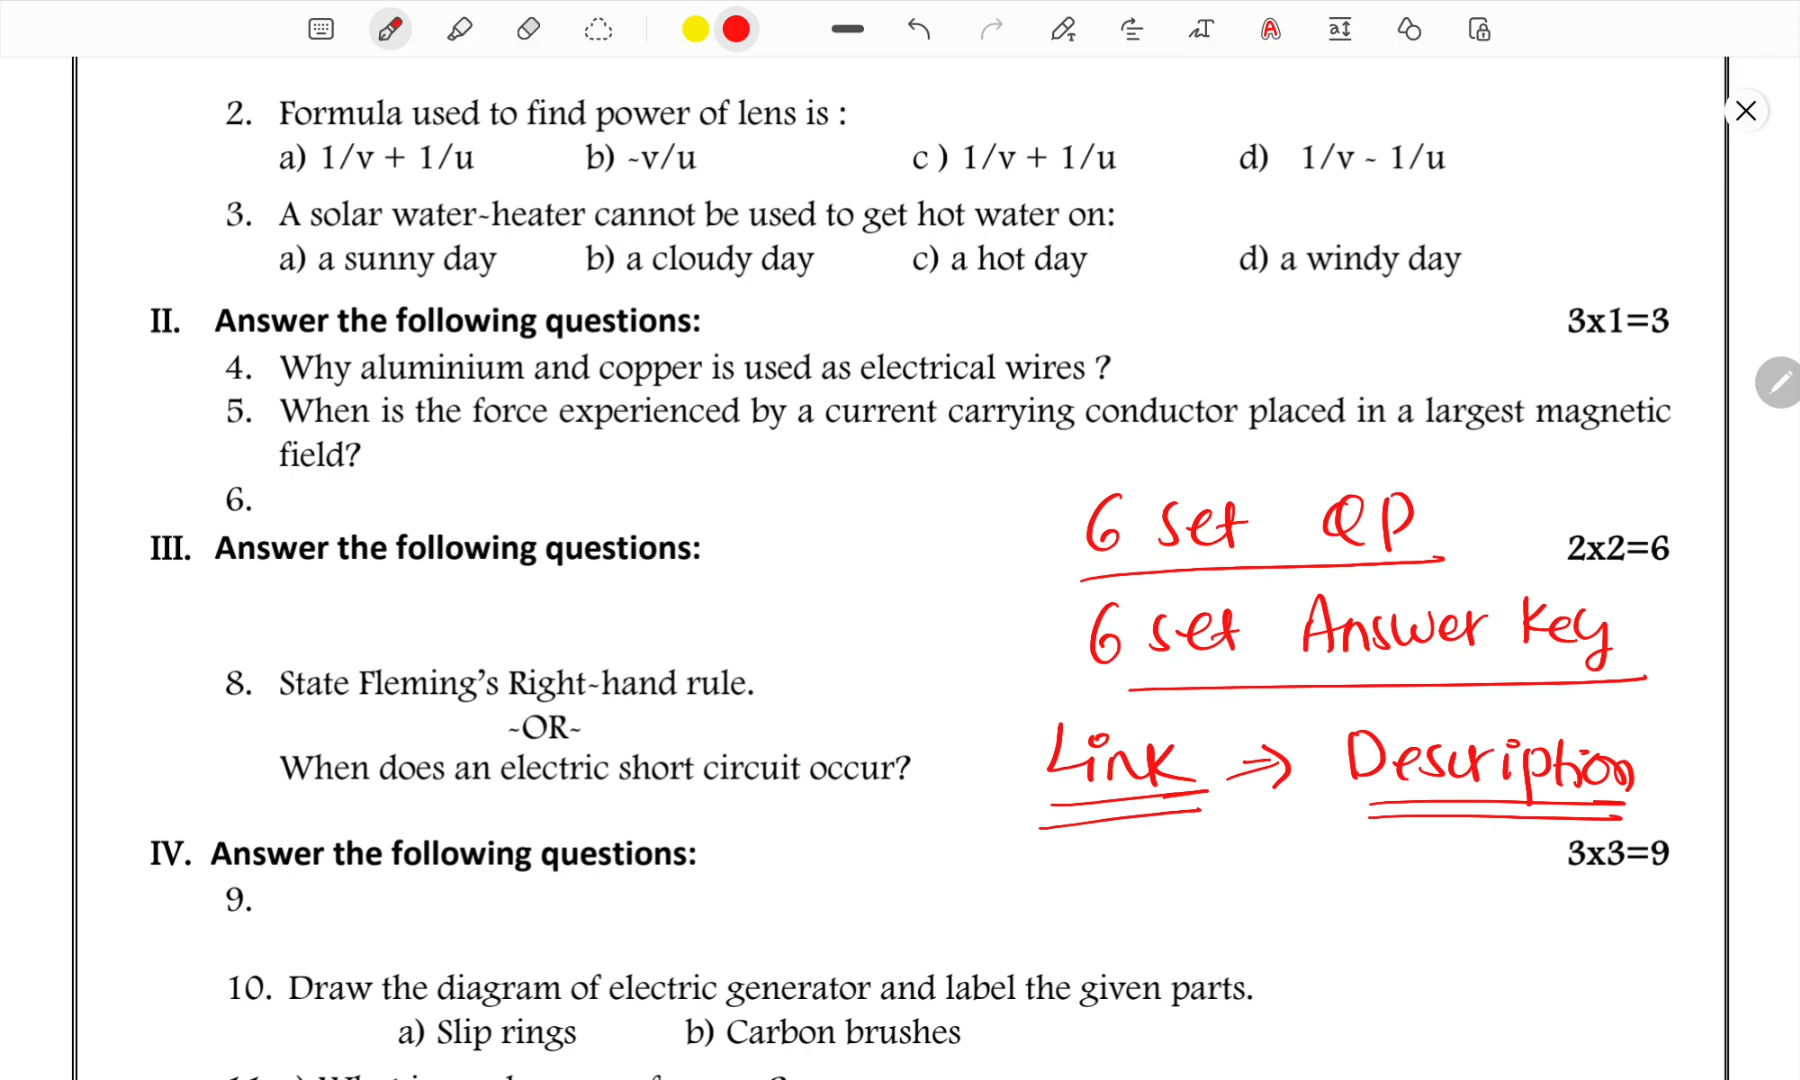 2. Formula used to find power of lens is :
a) 1/v + 1/u b) -v/u c ) 1/v + 1/u d) 1/v - 1/u
3. A solar water-heater cannot be used to get hot water on:
a) a sunny day b) a cloudy day c) a hot day d) a windy day
II. Answer the following questions: 3x1=3
4. Why aluminium and copper is used as electrical wires ?
5. When is the force experienced by a current carrying conductor placed in a largest magnetic
field?
6.
6 set QP
III. Answer the following questions: 2x2=6
6 set Answer Key
8. State Fleming's Right-hand rule.
-OR-
When does an electric short circuit occur?
Link ⇒ Description
IV. Answer the following questions: 3x3=9
9.
10. Draw the diagram of electric generator and label the given parts.
a) Slip rings b) Carbon brushes